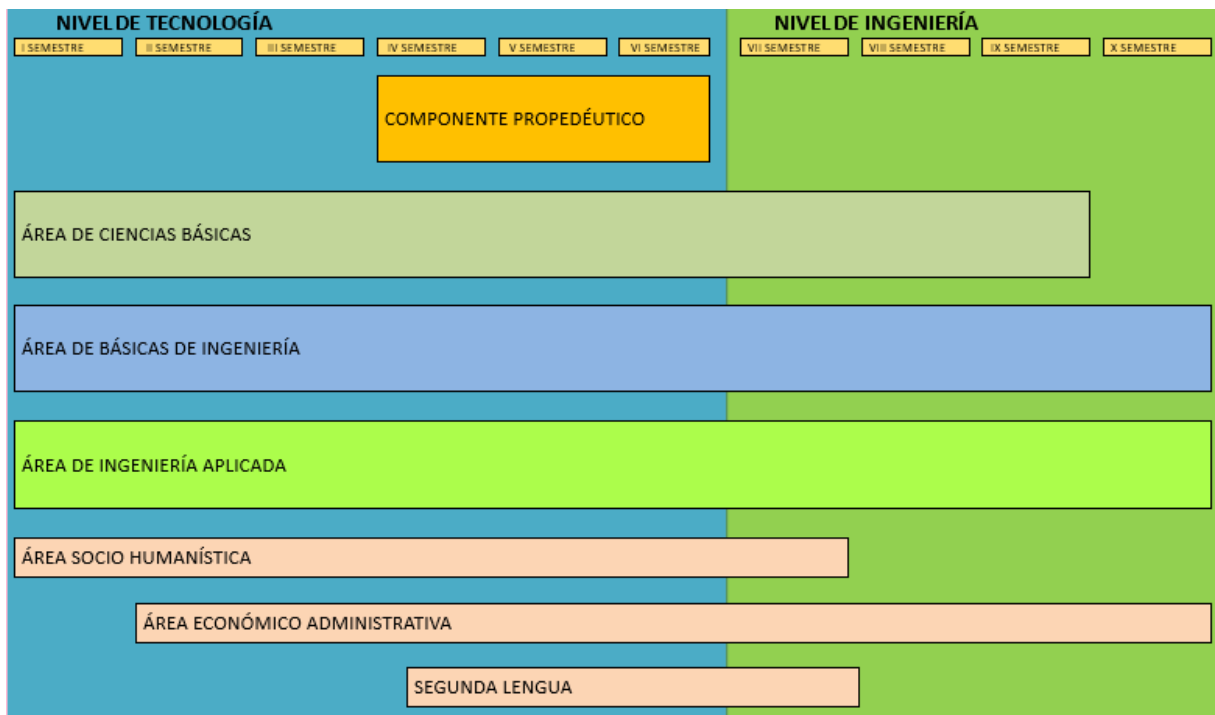 NIVEL DE TECNOLOGÍA NIVEL DE INGENIERÍA
I SEMESTRE II SEMESTRE III SEMESTRE IV SEMESTRE V SEMESTRE VI SEMESTRE VII SEMESTRE VIII SEMESTRE IX SEMESTRE X SEMESTRE
COMPONENTE PROPEDÉUTICO
ÁREA DE CIENCIAS BÁSICAS
ÁREA DE BÁSICAS DE INGENIERÍA
ÁREA DE INGENIERÍA APLICADA
ÁREA SOCIO HUMANÍSTICA
ÁREA ECONÓMICO ADMINISTRATIVA
SEGUNDA LENGUA